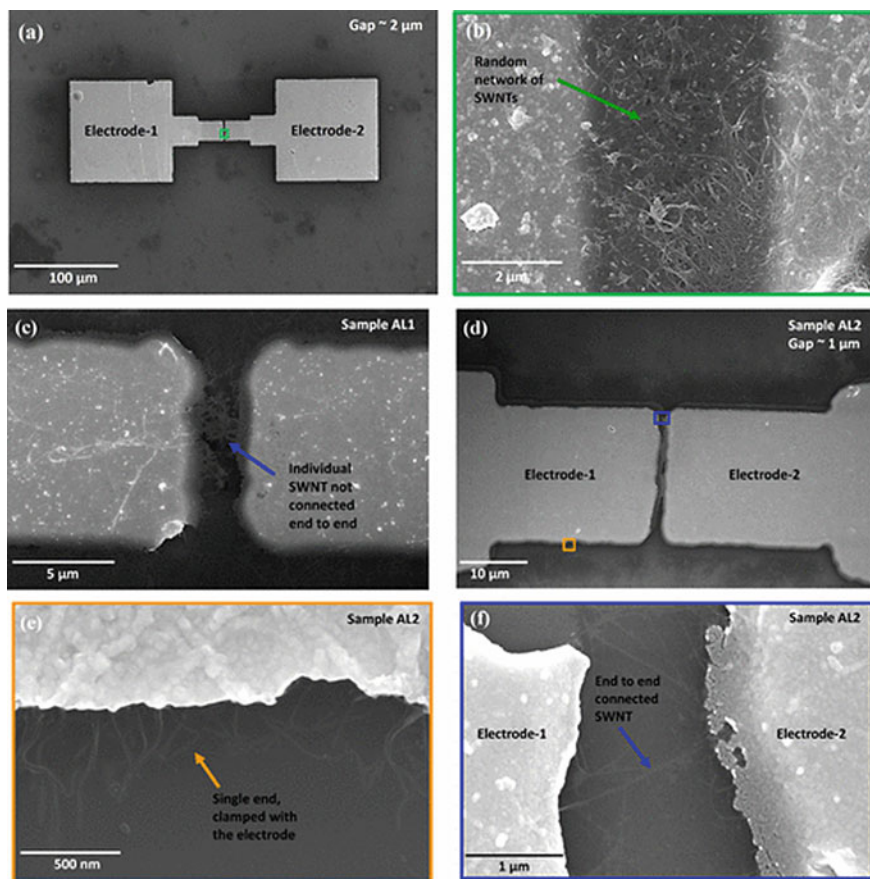 (a)
Gap ~ 2 μm
Electrode-1
Electrode-2
100 μm
(b)
Random
network of
SWNTs
2 μm
(c)
Sample AL1
Individual
SWNT not
connected
end to end
5 μm
(d)
Sample AL2
Gap ~ 1 μm
Electrode-1
Electrode-2
10 μm
(e)
Sample AL2
Single end,
clamped with
the electrode
500 nm
(f)
Sample AL2
End to end
connected
SWNT
Electrode-1
Electrode-2
1 μm